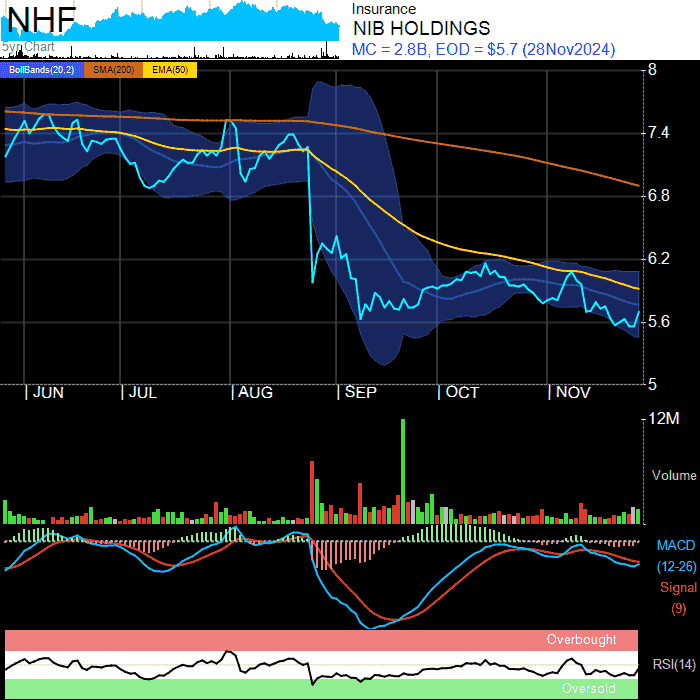 NHF
5yr Chart
Insurance
NIB HOLDINGS
MC = 2.8B, EOD = $5.7 (28Nov2024)
BollBands(20,2) SMA(200) EMA(50)
8
7.4
6.8
6.2
5.6
5
JUN JUL AUG SEP OCT NOV
12M
Volume
MACD
(12-26)
Signal
(9)
Overbought
RSI(14)
Oversold